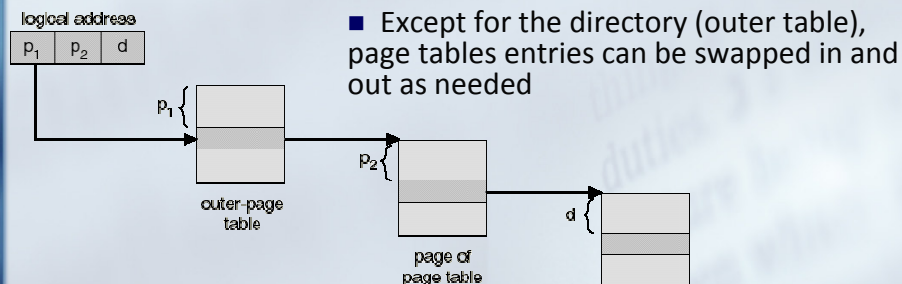 logical address
p1 p2 d
■ Except for the directory (outer table),
page tables entries can be swapped in and
out as needed
p1 {
outer-page
table
p2 {
page of
page table
d {